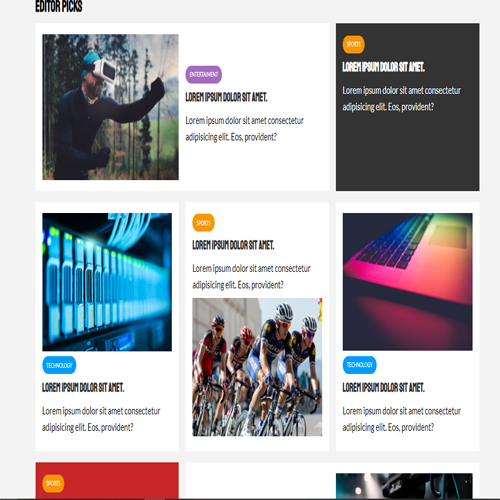 EDITOR PICKS
ENTERTAIMENT
LOREM IPSUM DOLOR SIT AMET.
Lorem ipsum dolor sit amet consectetur
adipisicing elit. Eos, provident?
SPORTS
LOREM IPSUM DOLOR SIT AMET.
Lorem ipsum dolor sit amet consectetur
adipisicing elit. Eos, provident?
TECHNOLOGY
LOREM IPSUM DOLOR SIT AMET.
Lorem ipsum dolor sit amet consectetur
adipisicing elit. Eos, provident?
SPORTS
LOREM IPSUM DOLOR SIT AMET.
Lorem ipsum dolor sit amet consectetur
adipisicing elit. Eos, provident?
TECHNOLOGY
LOREM IPSUM DOLOR SIT AMET.
Lorem ipsum dolor sit amet consectetur
adipisicing elit. Eos, provident?
SPORTS